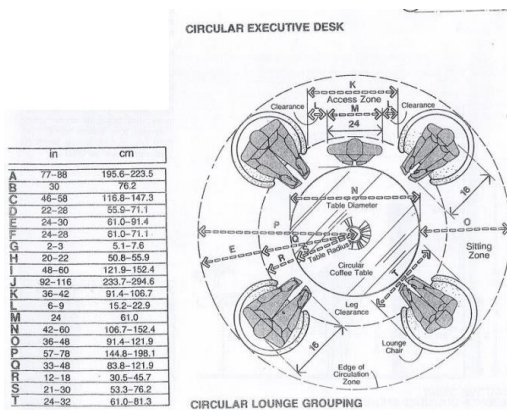 CIRCULAR EXECUTIVE DESK
in cm
A 77–88 195.6–223.5
B 30 76.2
C 46–58 116.8–147.3
D 22–28 55.9–71.1
E 24–30 61.0–91.4
F 24–28 61.0–71.1
G 2–3 5.1–7.6
H 20–22 50.8–55.9
I 48–60 121.9–152.4
J 92–116 233.7–294.6
K 36–42 91.4–106.7
L 6–9 15.2–22.9
M 24 61.0
N 42–60 106.7–152.4
O 36–48 91.4–121.9
P 57–78 144.8–198.1
Q 33–48 83.8–121.9
R 12–18 30.5–45.7
S 21–30 53.3–76.2
T 24–32 61.0–81.3
K
Access Zone
Clearance
L
M
L
Clearance
24
16
N
Table Diameter
P
O
E
Q
S
Table Radius
R
Sitting
Zone
Circular
Coffee Table
T
Leg
Clearance
16
Lounge
Chair
Edge of
Circulation
Zone
CIRCULAR LOUNGE GROUPING